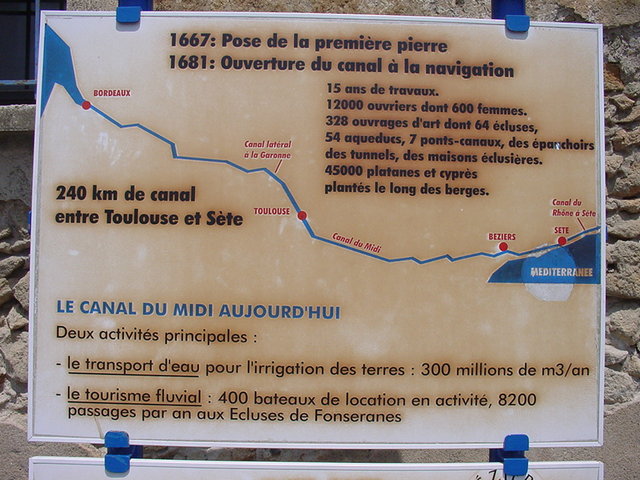 1667: Pose de la première pierre
1681: Ouverture du canal à la navigation
15 ans de travaux.
12000 ouvriers dont 600 femmes.
328 ouvrages d'art dont 64 écluses,
54 aqueducs, 7 ponts-canaux, des épanchoirs
des tunnels, des maisons éclusières.
45000 platanes et cyprès
plantés le long des berges.
BORDEAUX
Canal latéral
à la Garonne
240 km de canal
entre Toulouse et Sète
TOULOUSE
Canal du Midi
BEZIERS
SETE
Canal du
Rhône à Sète
MEDITERRANEE
LE CANAL DU MIDI AUJOURD'HUI
Deux activités principales :
- le transport d'eau pour l'irrigation des terres : 300 millions de m3/an
- le tourisme fluvial : 400 bateaux de location en activité, 8200
passages par an aux Ecluses de Fonseranes